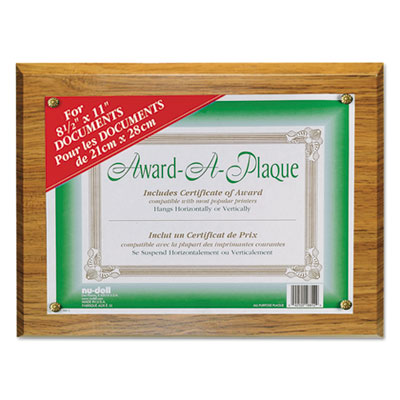 For
8½" x 11"
DOCUMENTS
Pour les DOCUMENTS
de 21cm x 28cm
Award-A-Plaque
Includes Certificate of Award
compatible with most popular printers
Hangs Horizontally or Vertically
Inclut un Certificat de Prix
compatible avec la plupart des imprimantes courantes
Se Suspend Horizontalement ou Verticalement
nu-dell
MADE IN U.S.A.